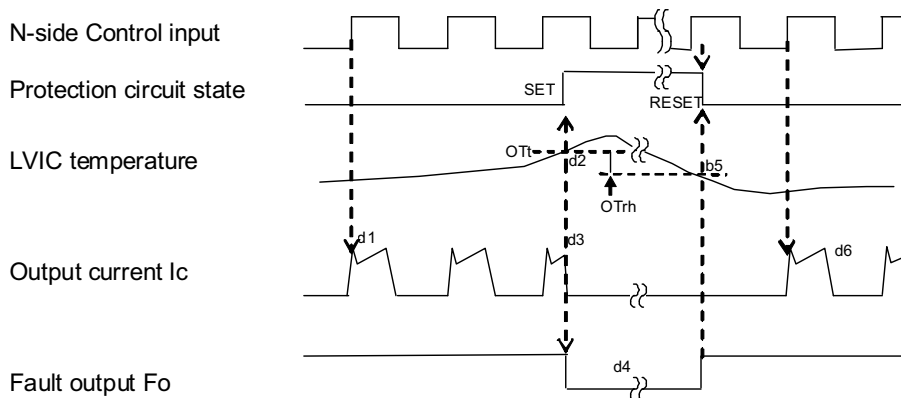 N-side Control input
Protection circuit state
SET
RESET
LVIC temperature
OTt
d2
b5
OTrh
d1
d3
d6
Output current Ic
d4
Fault output Fo